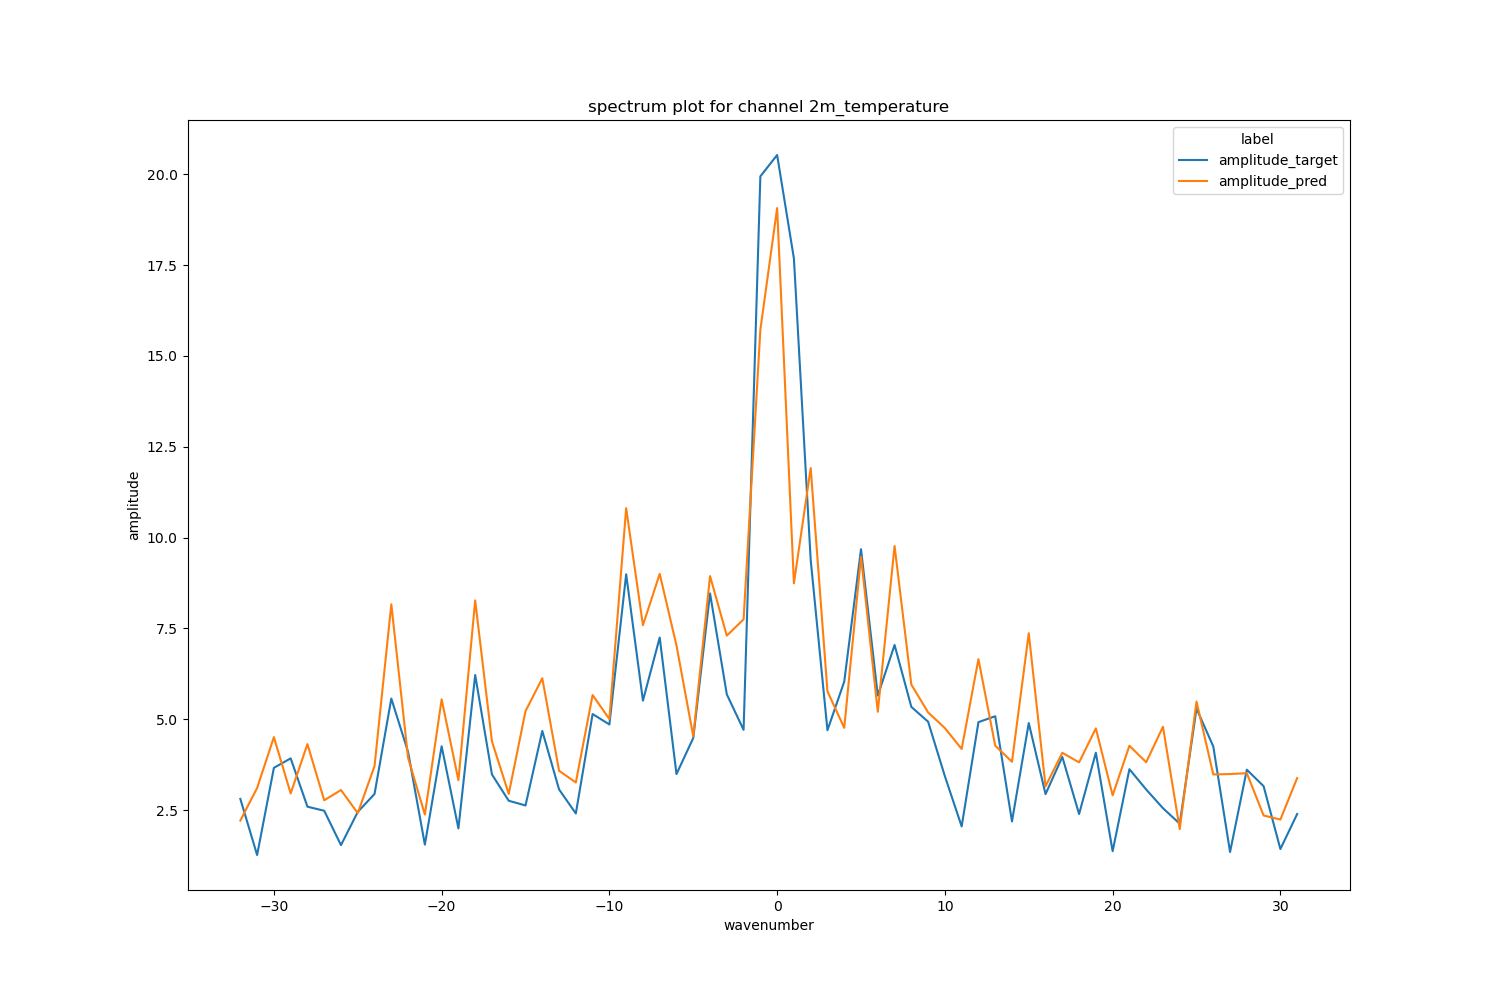 spectrum plot for channel 2m_temperature
label
amplitude_target
amplitude_pred
20.0
17.5
15.0
12.5
10.0
7.5
5.0
2.5
amplitude
−30
−20
−10
0
10
20
30
wavenumber